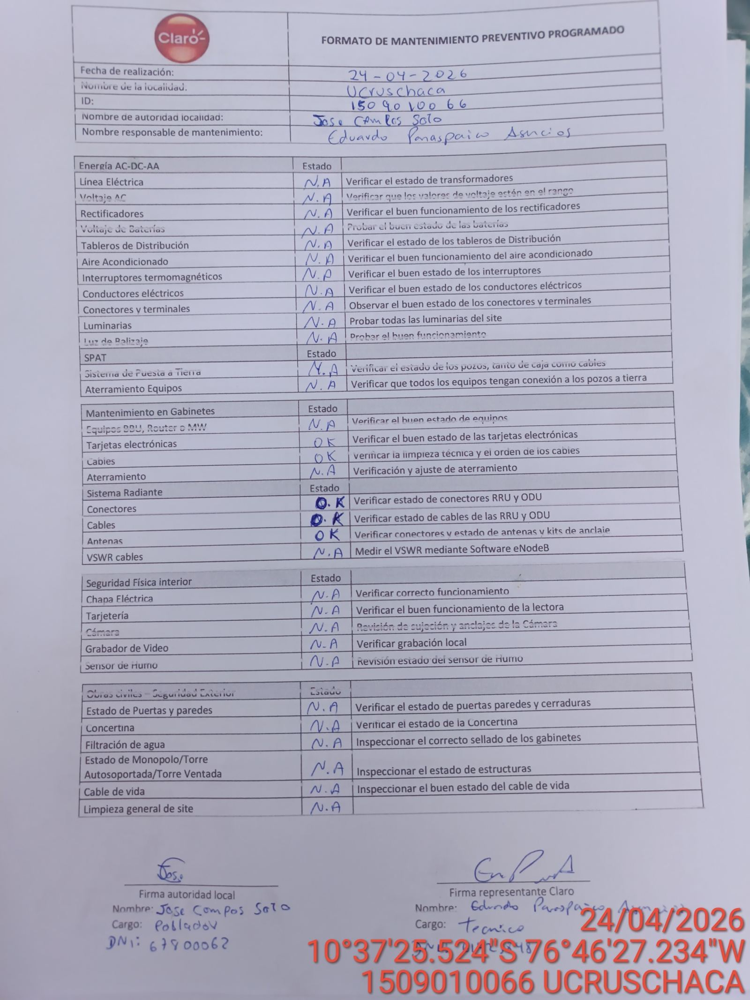 Claro
FORMATO DE MANTENIMIENTO PREVENTIVO PROGRAMADO
Fecha de realización: 24-04-2026
Nombre de la localidad: Ucruschaca
ID: 1509010066
Nombre de autoridad localidad: Jose Campos Soto
Nombre responsable de mantenimiento: Eduardo Panaspaico Asncios
Energía AC-DC-AA Estado
Línea Eléctrica N.A Verificar el estado de transformadores
Voltaje AC N.A Verificar que los valores de voltaje estén en el rango
Rectificadores N.A Verificar el buen funcionamiento de los rectificadores
Voltaje de Baterías N.A Probar el buen estado de las baterías
Tableros de Distribución N.A Verificar el estado de los tableros de Distribución
Aire Acondicionado N.A Verificar el buen funcionamiento del aire acondicionado
Interruptores termomagnéticos N.A Verificar el buen estado de los interruptores
Conductores eléctricos N.A Verificar el buen estado de los conductores eléctricos
Conectores y terminales N.A Observar el buen estado de los conectores y terminales
Luminarias N.A Probar todas las luminarias del site
Luz de Balizaje N.A Probar el buen funcionamiento
SPAT Estado
Sistema de Puesta a Tierra N.A Verificar el estado de los pozos, tanto de caja como cables
Aterramiento Equipos N.A Verificar que todos los equipos tengan conexión a los pozos a tierra
Mantenimiento en Gabinetes Estado
Equipos BBU, Router o MW N.A Verificar el buen estado de equipos
Tarjetas electrónicas OK Verificar el buen estado de las tarjetas electrónicas
Cables OK Verificar la limpieza técnica y el orden de los cables
Aterramiento N.A Verificación y ajuste de aterramiento
Sistema Radiante Estado
Conectores O.K Verificar estado de conectores RRU y ODU
Cables O.K Verificar estado de cables de las RRU y ODU
Antenas OK Verificar conectores y estado de antenas y kits de anclaje
VSWR cables N.A Medir el VSWR mediante Software eNodeB
Seguridad Física interior Estado
Chapa Eléctrica N.A Verificar correcto funcionamiento
Tarjetería N.A Verificar el buen funcionamiento de la lectora
Cámara N.A Revisión de sujeción y anclajes de la Cámara
Grabador de Video N-A Verificar grabación local
Sensor de Humo N.A Revisión estado del sensor de Humo
Obras civiles – Seguridad Exterior Estado
Estado de Puertas y paredes N.A Verificar el estado de puertas paredes y cerraduras
Concertina N.A Verificar el estado de la Concertina
Filtración de agua N.A Inspeccionar el correcto sellado de los gabinetes
Estado de Monopolo/Torre
Autosoportada/Torre Ventada N.A Inspeccionar el estado de estructuras
Cable de vida N.A Inspeccionar el buen estado del cable de vida
Limpieza general de site N.A
Jose
Firma autoridad local
Nombre: Jose Campos Soto
Cargo: Poblador
DNI: 67800062
Firma representante Claro
Nombre: Eduardo Panaspaico
Cargo: Tecnico
24/04/2026
10°37'25.524"S 76°46'27.234"W
1509010066 UCRUSCHACA